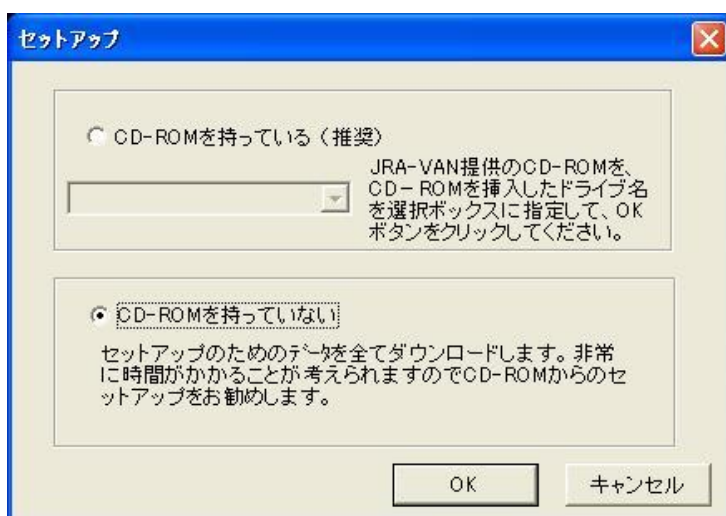 セットアップ
CD-ROMを持っている（推奨）
JRA-VAN提供のCD-ROMを、
CD-ROMを挿入したドライブ名
を選択ボックスに指定して、OK
ボタンをクリックしてください。
CD-ROMを持っていない
セットアップのためのデータを全てダウンロードします。非常
に時間がかかることが考えられますのでCD-ROMからのセ
ットアップをお勧めします。
OK
キャンセル